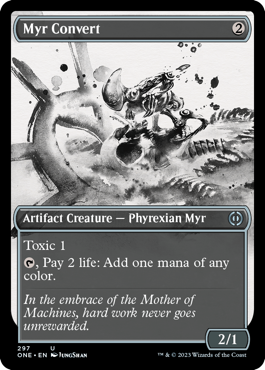 Myr Convert 2
Artifact Creature — Phyrexian Myr
Toxic 1
, Pay 2 life: Add one mana of any
color.
In the embrace of the Mother of
Machines, hard work never goes
unrewarded.
2/1
297 U
ONE • EN JungShan
™ & © 2023 Wizards of the Coast